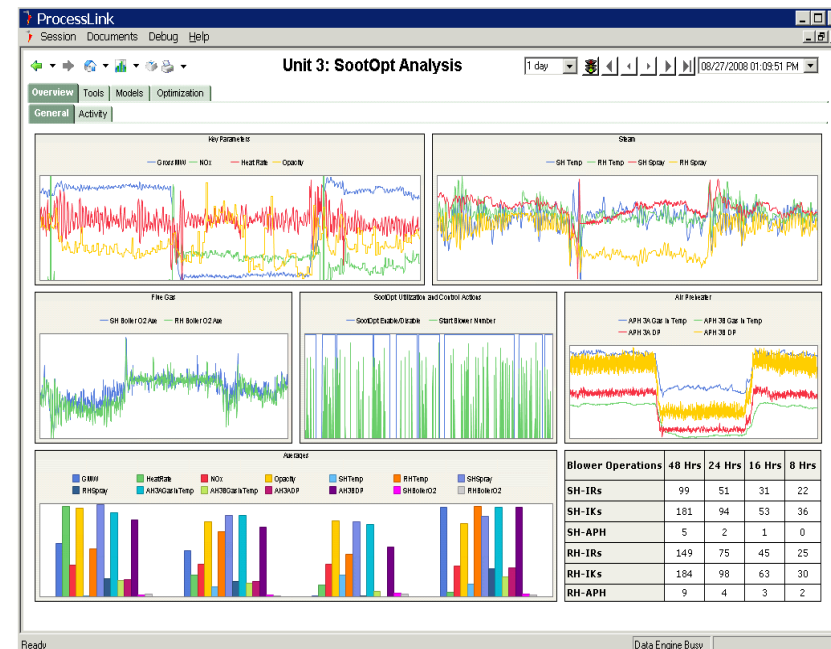 ProcessLink
Session Documents Debug Help
Unit 3: SootOpt Analysis
1 day
08/27/2008 01:09:51 PM
Overview Tools Models Optimization
General Activity
Key Parameters
Gross MW NOx Heat Rate Opacity
Steam
SH Temp RH Temp SH Spray RH Spray
Flue Gas
SH Boiler O2 Ave RH Boiler O2 Ave
SootOpt Utilization and Control Actions
SootOpt Enable/Disable Start Blower Number
Air Preheater
APH 3A Gas In Temp APH 3B Gas In Temp
APH 3A DP APH 3B DP
Averages
GMW HeatRate NOx Opacity SHTemp RHTemp SHSpray
RHSpray AH3AGasInTemp AH3BGasInTemp AH3ADP AH3BDP SHBoilerO2 RHBoilerO2
Blower Operations 48 Hrs 24 Hrs 16 Hrs 8 Hrs
SH-IRs 99 51 31 22
SH-IKs 181 94 53 36
SH-APH 5 2 1 0
RH-IRs 149 75 45 25
RH-IKs 184 98 63 30
RH-APH 9 4 3 2
Ready Data Engine Busy